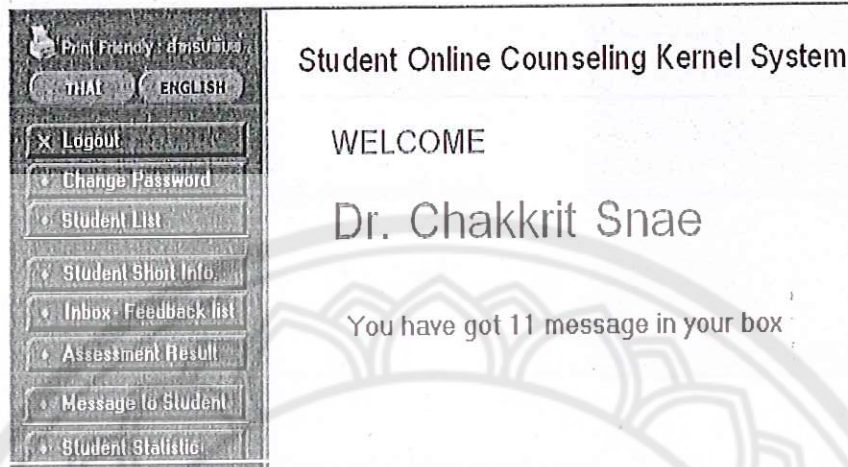 Print Friendly : สำหรับพิมพ์
THAI ENGLISH
X Logout
Change Password
Student List
Student Short Info.
Inbox - Feedback list
Assessment Result
Message to Student
Student Statistic
Student Online Counseling Kernel System
WELCOME
Dr. Chakkrit Snae
You have got 11 message in your box